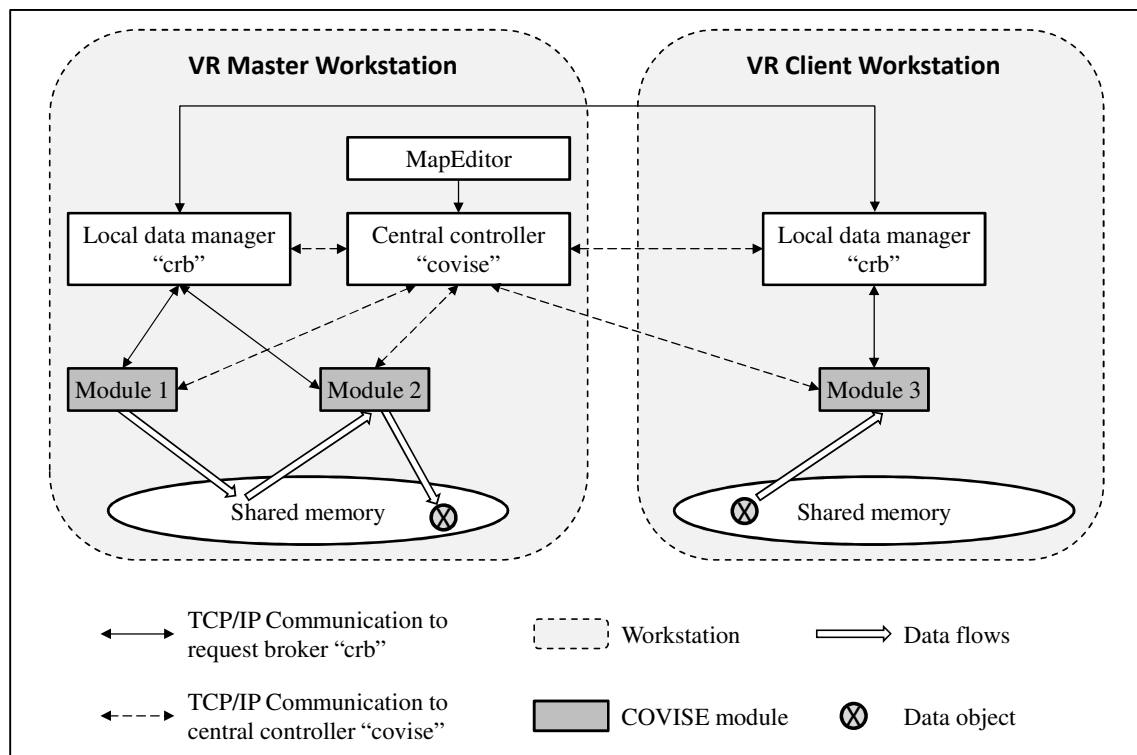 VR Master Workstation
VR Client Workstation
MapEditor
Local data manager
“crb”
Central controller
“covise”
Local data manager
“crb”
Module 1
Module 2
Module 3
Shared memory
Shared memory
TCP/IP Communication to
request broker “crb”
Workstation
Data flows
TCP/IP Communication to
central controller “covise”
COVISE module
Data object